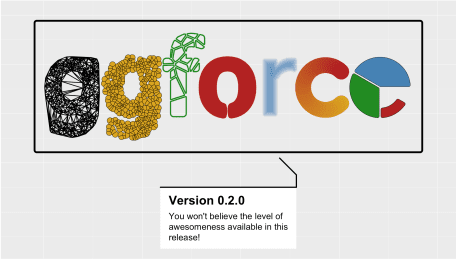 ggforce
Version 0.2.0
You won't believe the level of
awesomeness available in this
release!